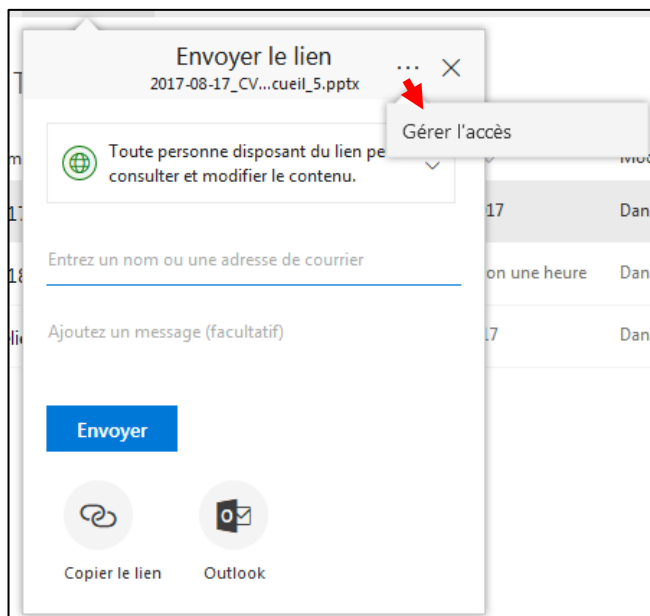 Envoyer le lien
2017-08-17_CV...cueil_5.pptx
Gérer l'accès
Toute personne disposant du lien pe
consulter et modifier le contenu.
17
Dan
Entrez un nom ou une adresse de courrier
on une heure
Dan
Ajoutez un message (facultatif)
17
Dan
Envoyer
Copier le lien
Outlook